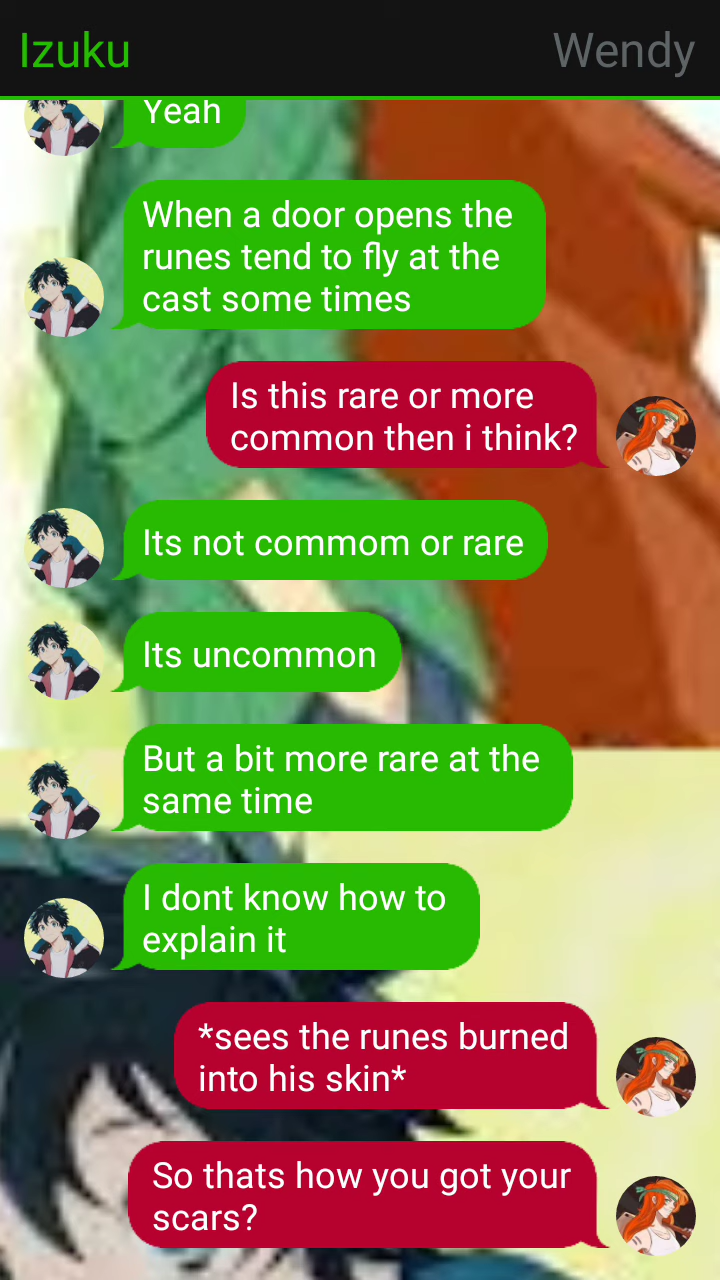 Izuku
Wendy
Yeah
When a door opens the
runes tend to fly at the
cast some times
Is this rare or more
common then i think?
Its not commom or rare
Its uncommon
But a bit more rare at the
same time
I dont know how to
explain it
*sees the runes burned
into his skin*
So thats how you got your
scars?